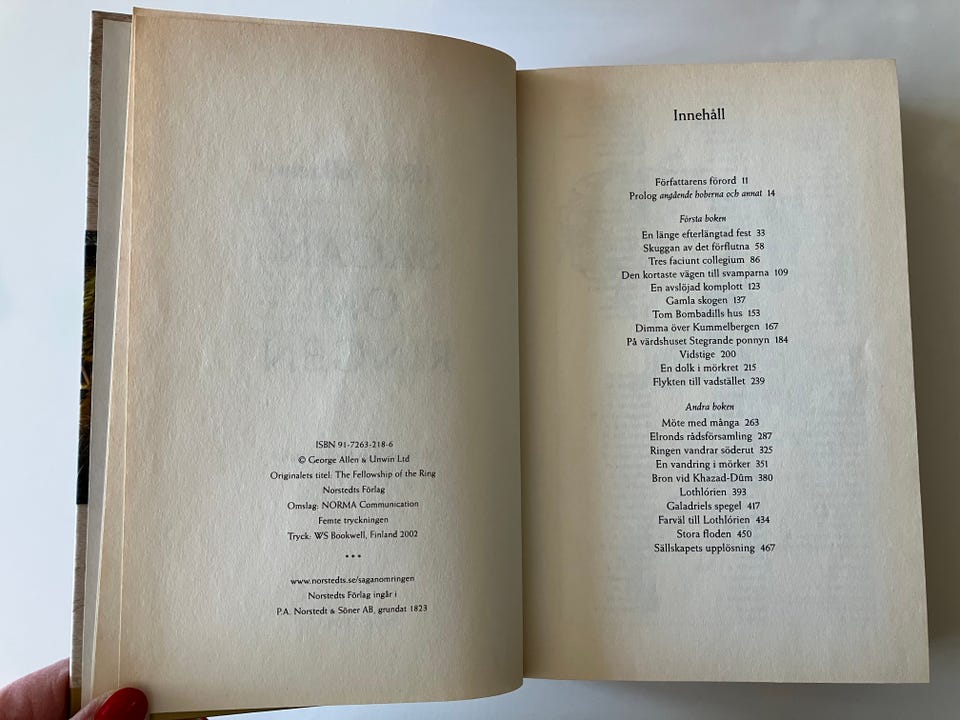 ISBN 91-7263-218-6
© George Allen & Unwin Ltd
Originalets titel: The Fellowship of the Ring
Norstedts Förlag
Omslag: NORMA Communication
Femte tryckningen
Tryck: WS Bookwell, Finland 2002
•••
www.norstedts.se/saganomringen
Norstedts Förlag ingår i
P.A. Norstedt & Söner AB, grundat 1823
Innehåll
Författarens förord 11
Prolog angående hoberna och annat 14
Första boken
En länge efterlängtad fest 33
Skuggan av det förflutna 58
Tres faciunt collegium 86
Den kortaste vägen till svamparna 109
En avslöjad komplott 123
Gamla skogen 137
Tom Bombadills hus 153
Dimma över Kummelbergen 167
På värdshuset Stegrande ponnyn 184
Vidstige 200
En dolk i mörkret 215
Flykten till vadstället 239
Andra boken
Möte med många 263
Elronds rådsförsamling 287
Ringen vandrar söderut 325
En vandring i mörker 351
Bron vid Khazad-Dûm 380
Lothlórien 393
Galadriels spegel 417
Farväl till Lothlórien 434
Stora floden 450
Sällskapets upplösning 467